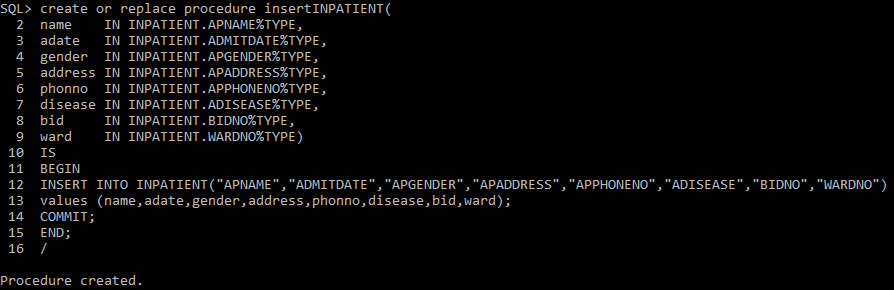 SQL> create or replace procedure insertINPATIENT(
  2  name    IN INPATIENT.APNAME%TYPE,
  3  adate   IN INPATIENT.ADMITDATE%TYPE,
  4  gender  IN INPATIENT.APGENDER%TYPE,
  5  address IN INPATIENT.APADDRESS%TYPE,
  6  phonno  IN INPATIENT.APPHONENO%TYPE,
  7  disease IN INPATIENT.ADISEASE%TYPE,
  8  bid     IN INPATIENT.BIDNO%TYPE,
  9  ward    IN INPATIENT.WARDNO%TYPE)
 10  IS
 11  BEGIN
 12  INSERT INTO INPATIENT("APNAME","ADMITDATE","APGENDER","APADDRESS","APPHONENO","ADISEASE","BIDNO","WARDNO")
 13  values (name,adate,gender,address,phonno,disease,bid,ward);
 14  COMMIT;
 15  END;
 16  /
Procedure created.